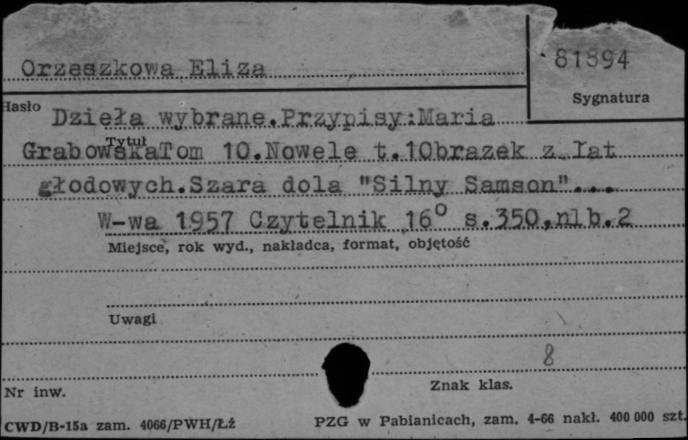 Orzeszkowa Eliza
81894
Sygnatura
Hasło
Dzieła wybrane.Przypisy:Maria
Tytuł
GrabowskaTom 10.Nowele t.1Obrazek z lat
głodowych.Szara dola "Silny Samson"...
W-wa 1957 Czytelnik 16° s.350,nlb.2
Miejsce, rok wyd., nakładca, format, objętość
Uwagi
8
Nr inw.
Znak klas.
CWD/B-15a zam. 4066/PWH/Łź
PZG w Pabianicach, zam. 4-66 nakł. 400 000 szt.